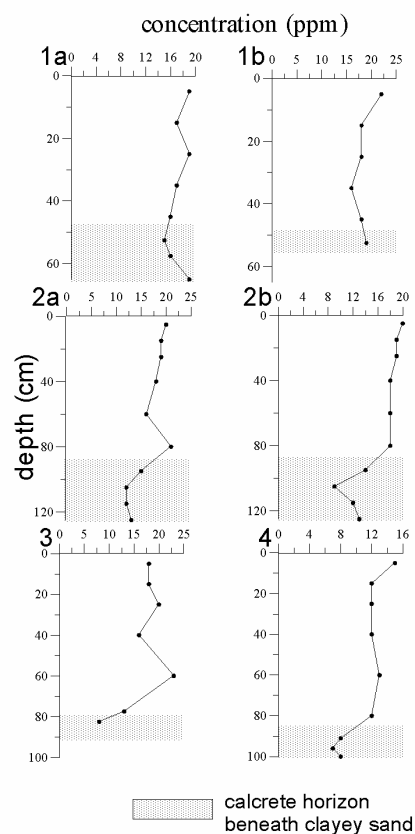 concentration (ppm)
1a
0 4 8 12 16 20
0
20
40
60
1b
0 5 10 15 20 25
0
20
40
60
2a
0 5 10 15 20 25
0
40
80
120
2b
0 4 8 12 16 20
0
40
80
120
depth (cm)
3
0 5 10 15 20 25
0
20
40
60
80
100
4
0 4 8 12 16
0
20
40
60
80
100
calcrete horizon
beneath clayey sand